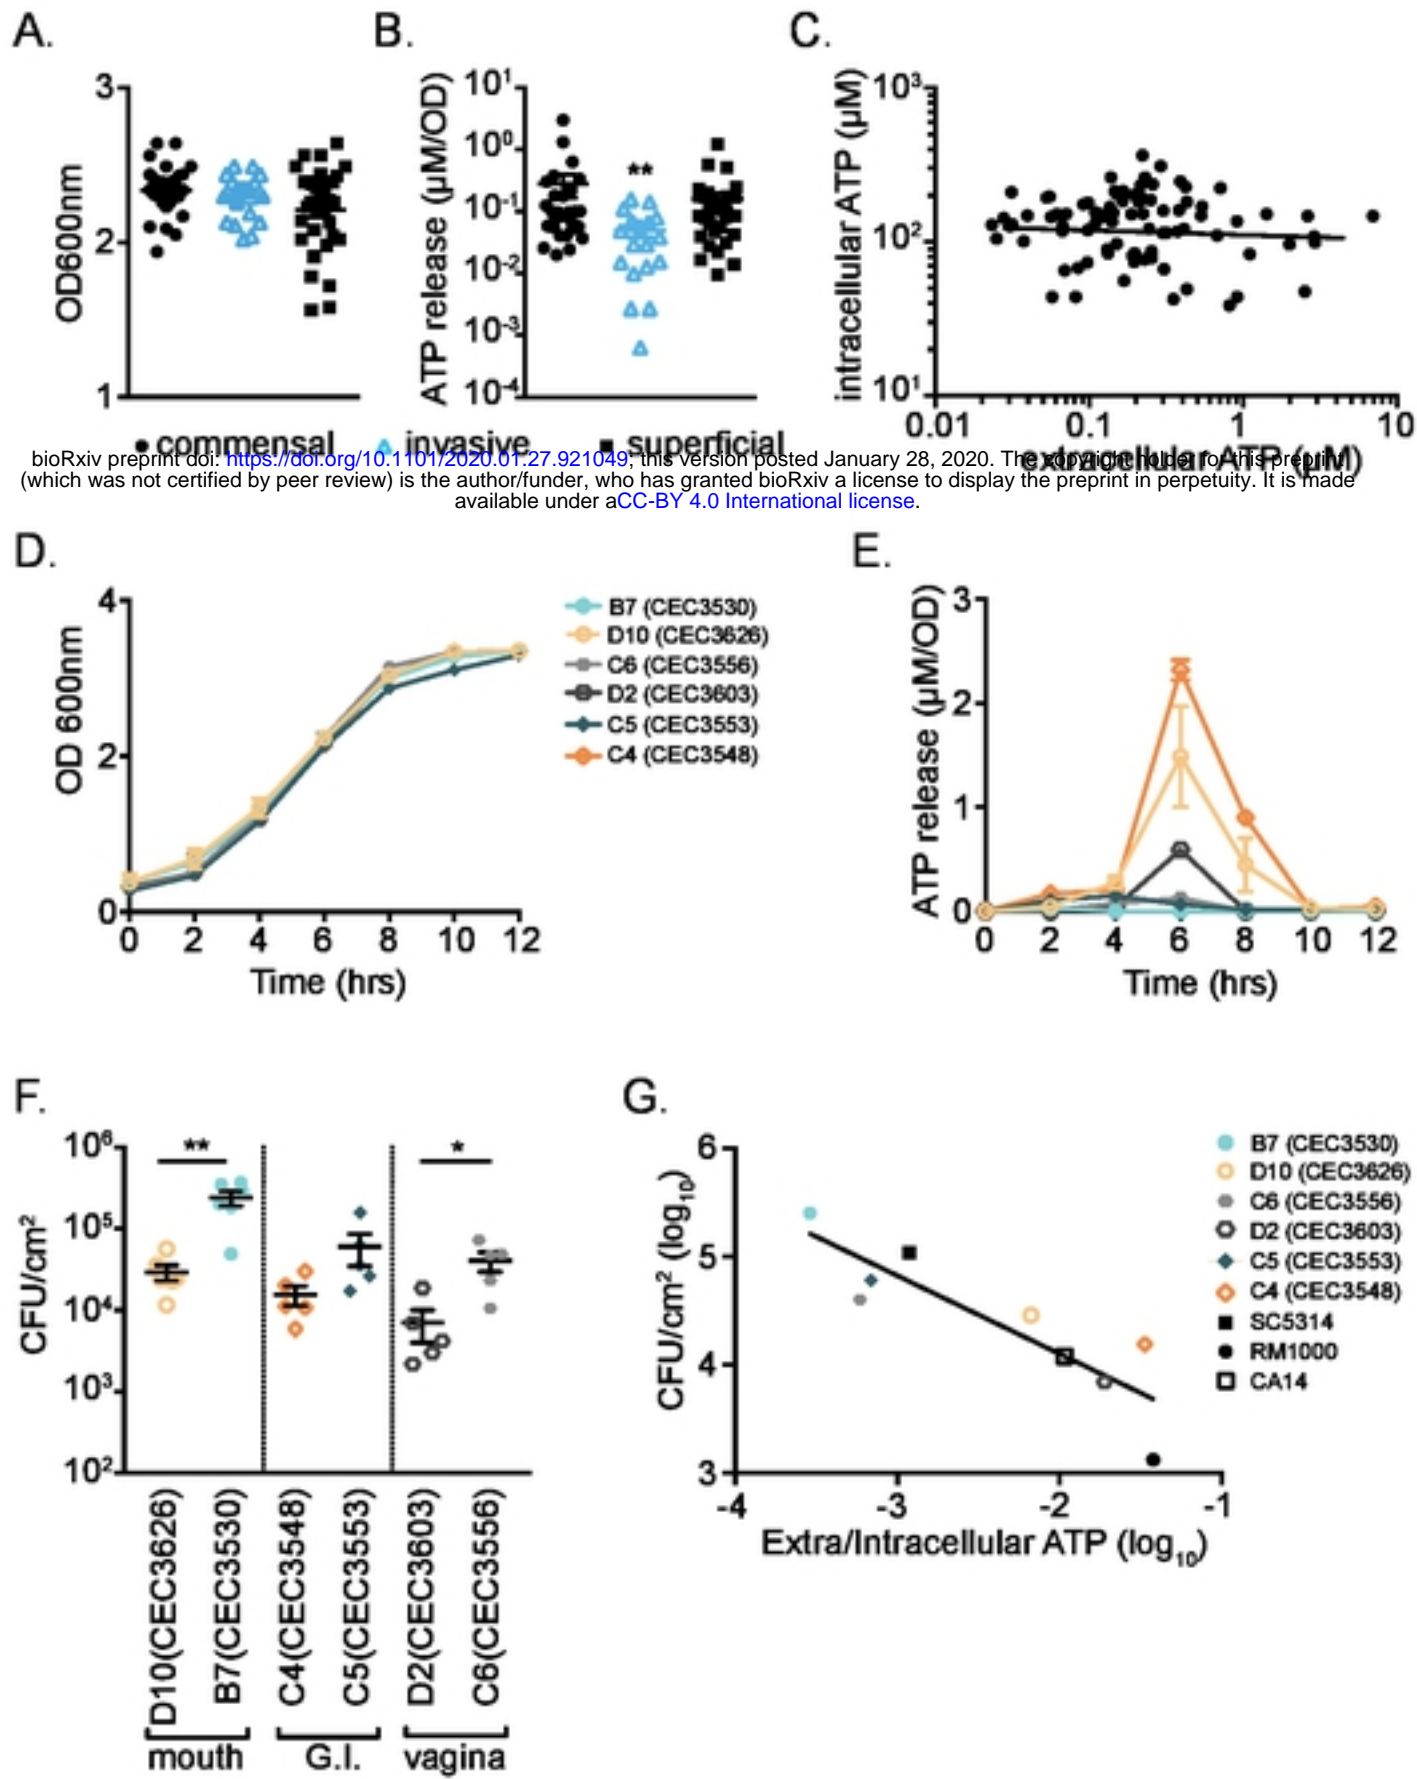 A.
B.
C.
OD600nm
3
2
1
ATP release (μM/OD)
10¹
10⁰
10⁻¹
10⁻²
10⁻³
10⁻⁴
**
intracellular ATP (μM)
10³
10²
10¹
0.01 0.1 1 10
extracellular ATP (μM)
commensal invasive superficial
bioRxiv preprint doi: https://doi.org/10.1101/2020.01.27.921049; this version posted January 28, 2020. The copyright holder for this preprint
(which was not certified by peer review) is the author/funder, who has granted bioRxiv a license to display the preprint in perpetuity. It is made
available under aCC-BY 4.0 International license.
D.
E.
OD 600nm
4
2
0
0 2 4 6 8 10 12
Time (hrs)
B7 (CEC3530)
D10 (CEC3626)
C6 (CEC3556)
D2 (CEC3603)
C5 (CEC3553)
C4 (CEC3548)
ATP release (μM/OD)
3
2
1
0
0 2 4 6 8 10 12
Time (hrs)
F.
G.
CFU/cm²
10⁶
10⁵
10⁴
10³
10²
**
*
D10(CEC3626)
B7(CEC3530)
C4(CEC3548)
C5(CEC3553)
D2(CEC3603)
C6(CEC3556)
mouth G.I. vagina
CFU/cm² (log₁₀)
6
5
4
3
-4 -3 -2 -1
Extra/Intracellular ATP (log₁₀)
B7 (CEC3530)
D10 (CEC3626)
C6 (CEC3556)
D2 (CEC3603)
C5 (CEC3553)
C4 (CEC3548)
SC5314
RM1000
CA14